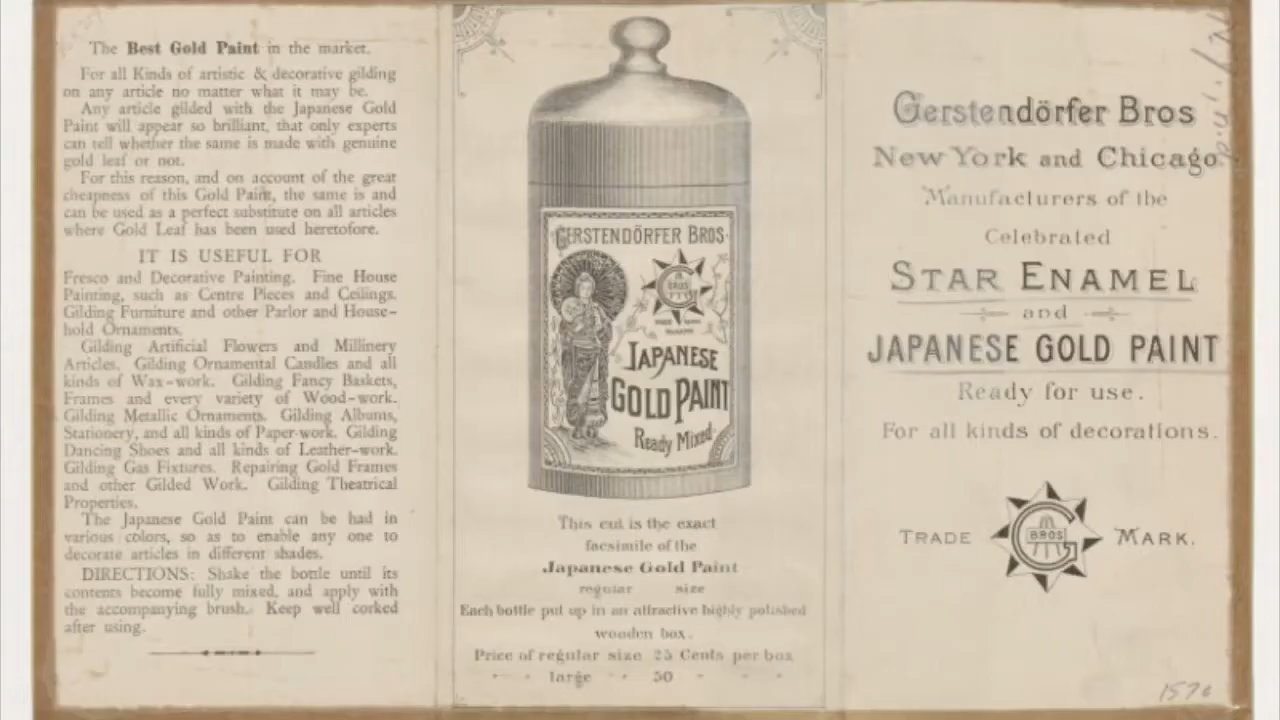 The Best Gold Paint in the market.
For all Kinds of artistic & decorative gilding
on any article no matter what it may be.
Any article gilded with the Japanese Gold
Paint will appear so brilliant, that only experts
can tell whether the same is made with genuine
gold leaf or not.
For this reason, and on account of the great
cheapness of this Gold Paint, the same is and
can be used as a perfect substitute on all articles
where Gold Leaf has been used heretofore.
IT IS USEFUL FOR
Fresco and Decorative Painting. Fine House
Painting, such as Centre Pieces and Ceilings.
Gilding Furniture and other Parlor and House-
hold Ornaments.
Gilding Artificial Flowers and Millinery
Articles. Gilding Ornamental Candles and all
kinds of Wax-work. Gilding Fancy Baskets,
Frames and every variety of Wood-work.
Gilding Metallic Ornaments. Gilding Albums,
Stationery, and all kinds of Paper-work. Gilding
Dancing Shoes and all kinds of Leather-work.
Gilding Gas Fixtures. Repairing Gold Frames
and other Gilded Work. Gilding Theatrical
Properties.
The Japanese Gold Paint can be had in
various colors, so as to enable any one to
decorate articles in different shades.
DIRECTIONS: Shake the bottle until its
contents become fully mixed, and apply with
the accompanying brush. Keep well corked
after using.
GERSTENDÖRFER BROS.
G BROS
JAPANESE
GOLD PAINT
Ready Mixed
This cut is the exact
facsimile of the
Japanese Gold Paint
regular size
Each bottle put up in an attractive highly polished
wooden box.
Price of regular size 25 Cents per box
" " large " " 50 " " "
Gerstendörfer Bros
New York and Chicago
Manufacturers of the
Celebrated
STAR ENAMEL
and
JAPANESE GOLD PAINT
Ready for use.
For all kinds of decorations.
TRADE G BROS MARK.